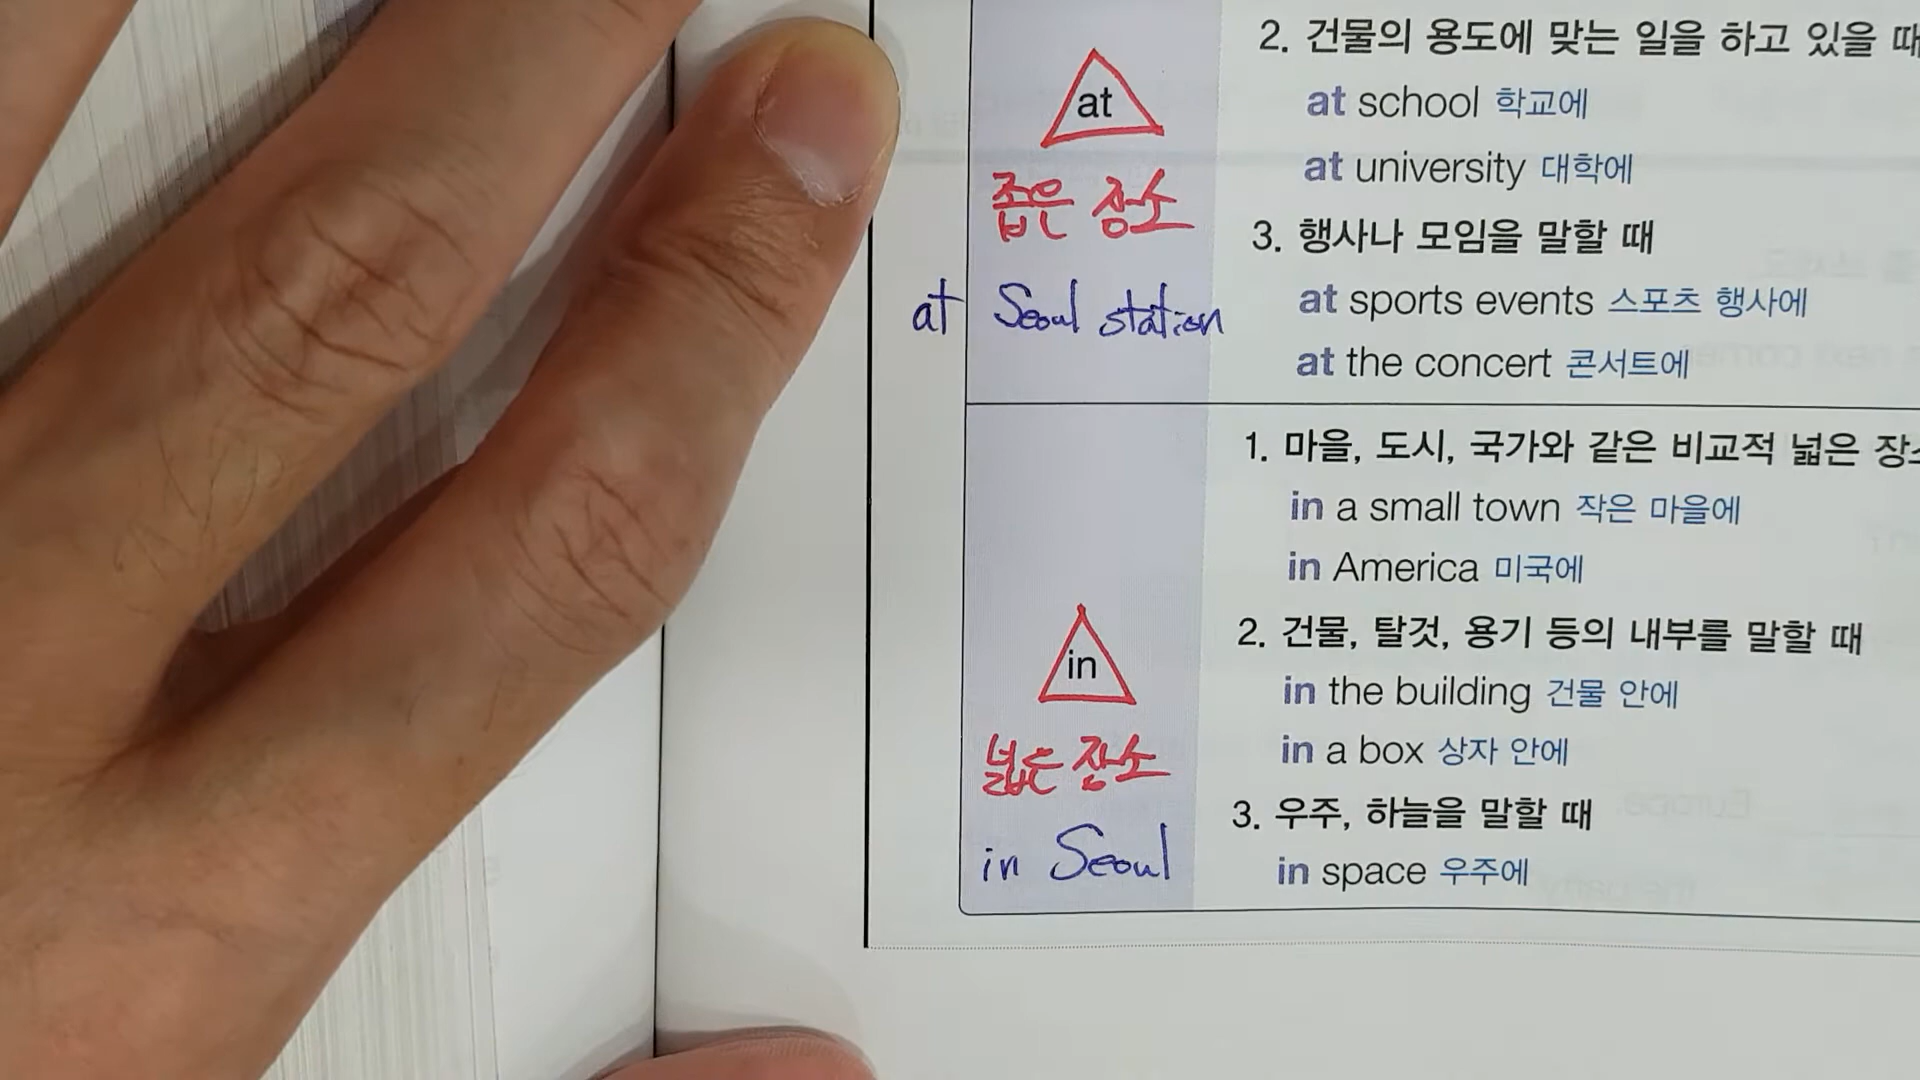 at
좁은 장소
at Seoul station
2. 건물의 용도에 맞는 일을 하고 있을 때
at school 학교에
at university 대학에
3. 행사나 모임을 말할 때
at sports events 스포츠 행사에
at the concert 콘서트에
in
넓은 장소
in Seoul
1. 마을, 도시, 국가와 같은 비교적 넓은
in a small town 작은 마을에
in America 미국에
2. 건물, 탈것, 용기 등의 내부를 말할 때
in the building 건물 안에
in a box 상자 안에
3. 우주, 하늘을 말할 때
in space 우주에